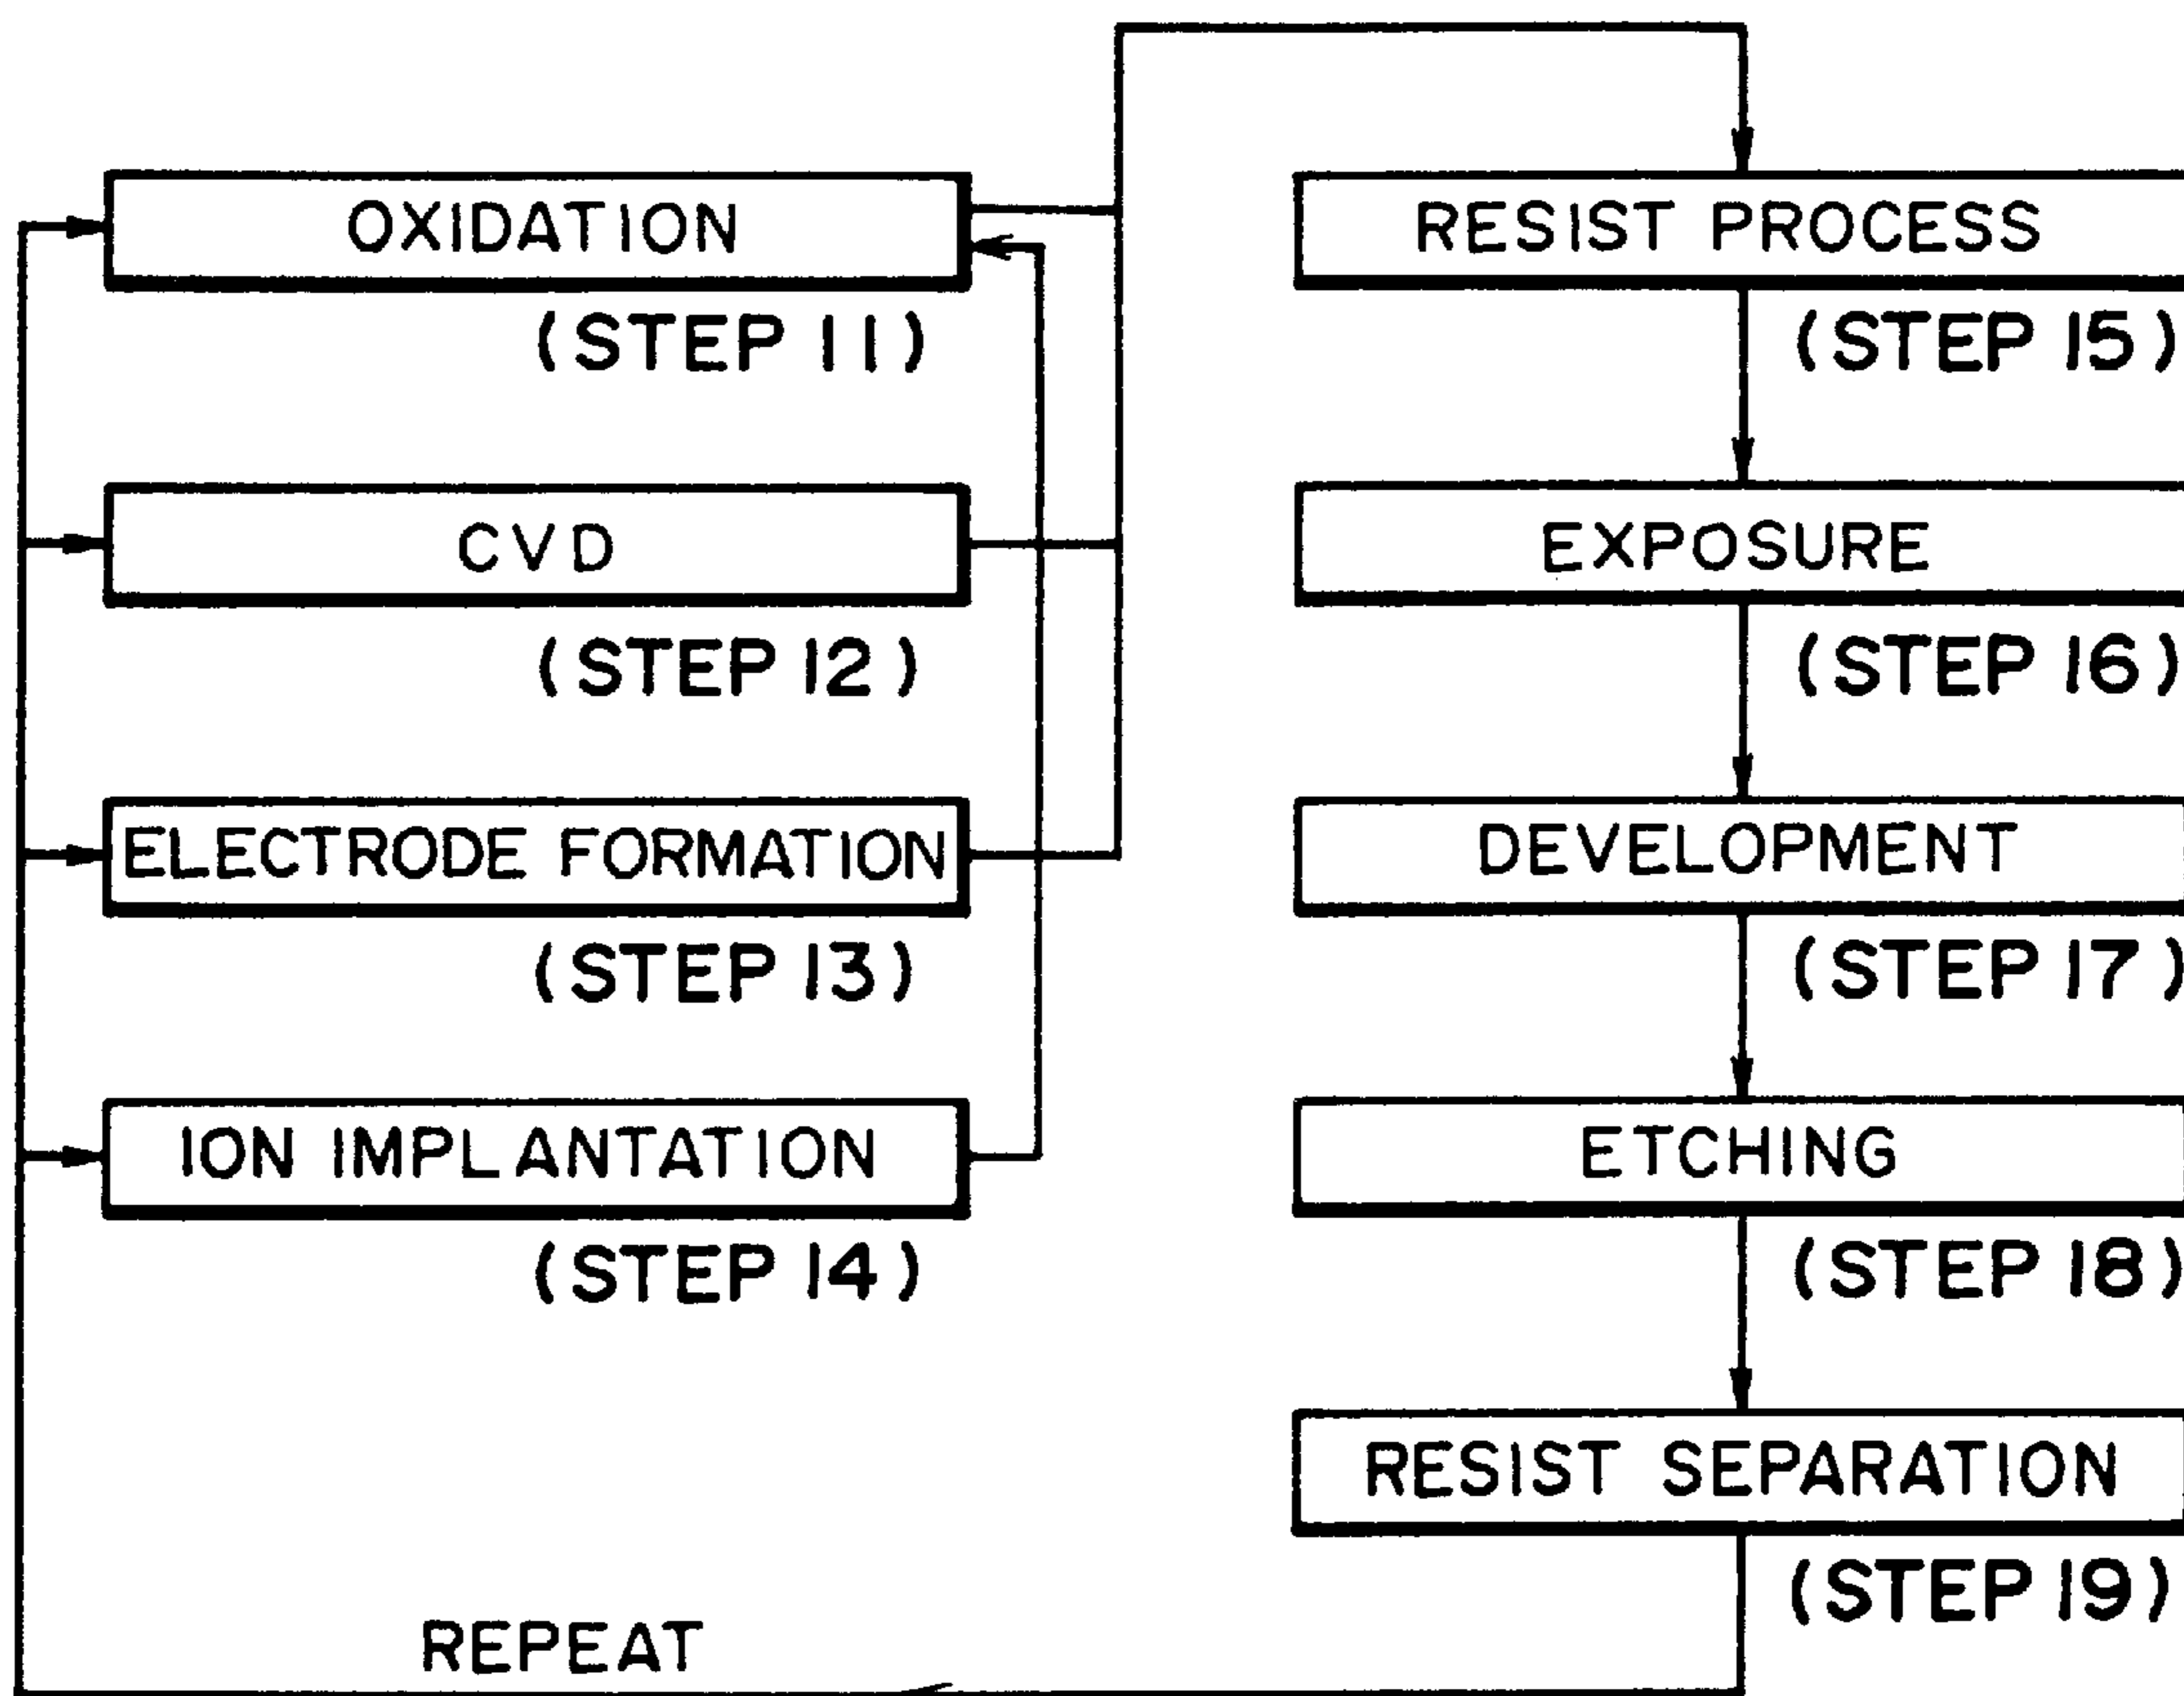 OXIDATION
(STEP 11)
CVD
(STEP 12)
ELECTRODE FORMATION
(STEP 13)
ION IMPLANTATION
(STEP 14)
RESIST PROCESS
(STEP 15)
EXPOSURE
(STEP 16)
DEVELOPMENT
(STEP 17)
ETCHING
(STEP 18)
RESIST SEPARATION
(STEP 19)
REPEAT